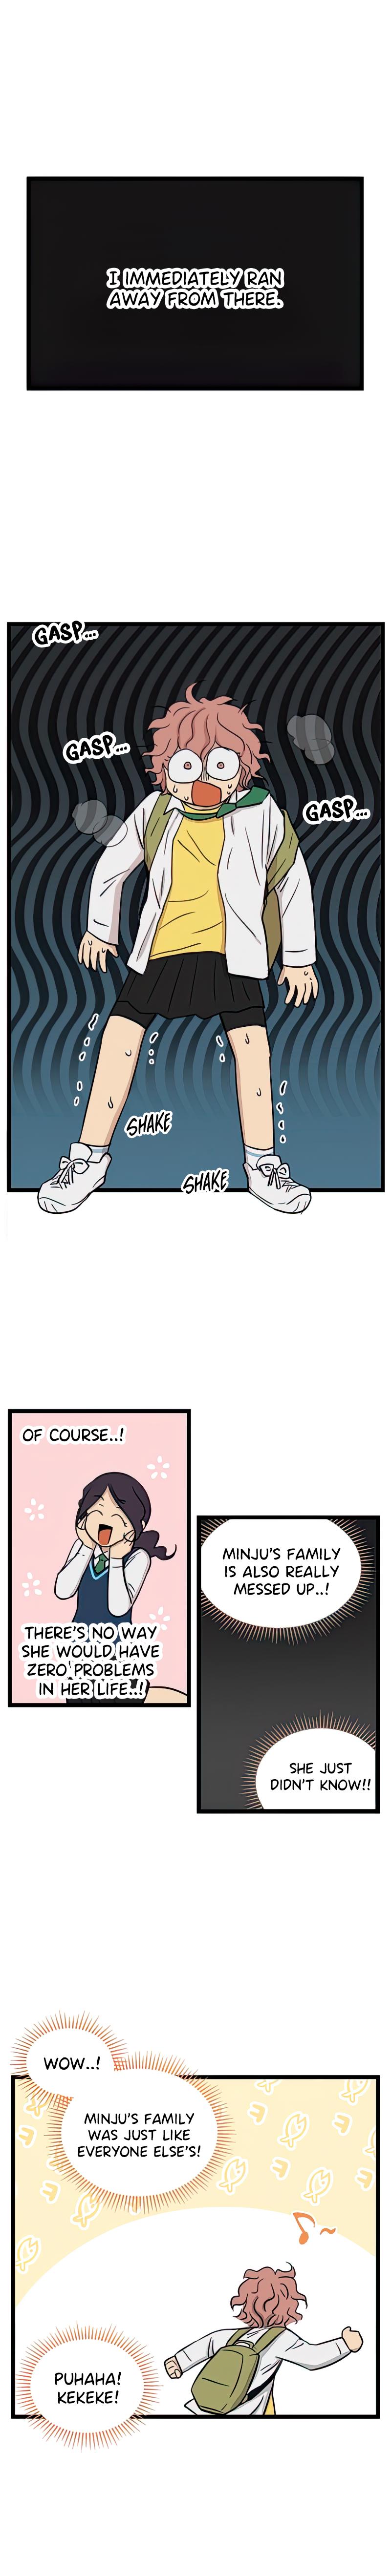 I IMMEDIATELY RAN
AWAY FROM THERE.
GASP...
GASP...
GASP...
SHAKE
SHAKE
OF COURSE..!
THERE'S NO WAY
SHE WOULD HAVE
ZERO PROBLEMS
IN HER LIFE..!
MINJU'S FAMILY
IS ALSO REALLY
MESSED UP..!
SHE JUST
DIDN'T KNOW!!
WOW..!
MINJU'S FAMILY
WAS JUST LIKE
EVERYONE ELSE'S!
PUHAHA!
KEKEKE!